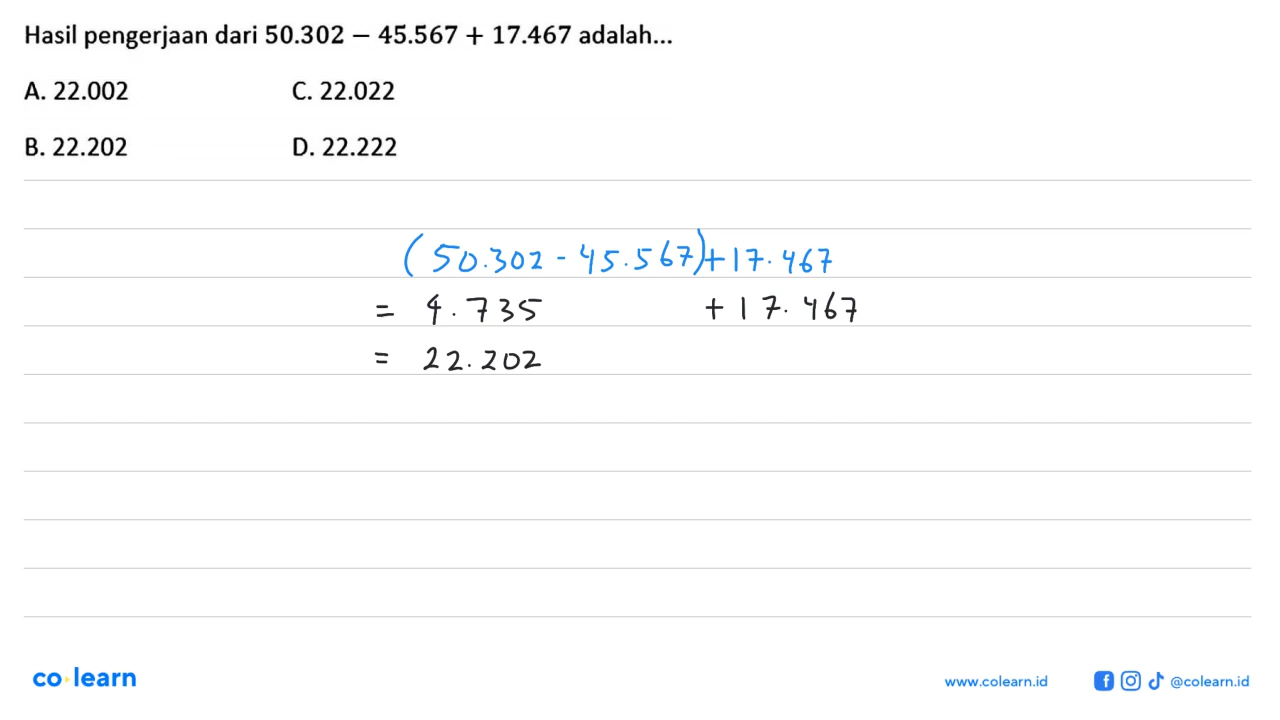 Hasil pengerjaan dari 50.302 − 45.567 + 17.467 adalah...
A. 22.002 C. 22.022
B. 22.202 D. 22.222
(50.302 - 45.567) + 17.467
= 4.735 + 17.467
= 22.202
co·learn www.colearn.id @colearn.id